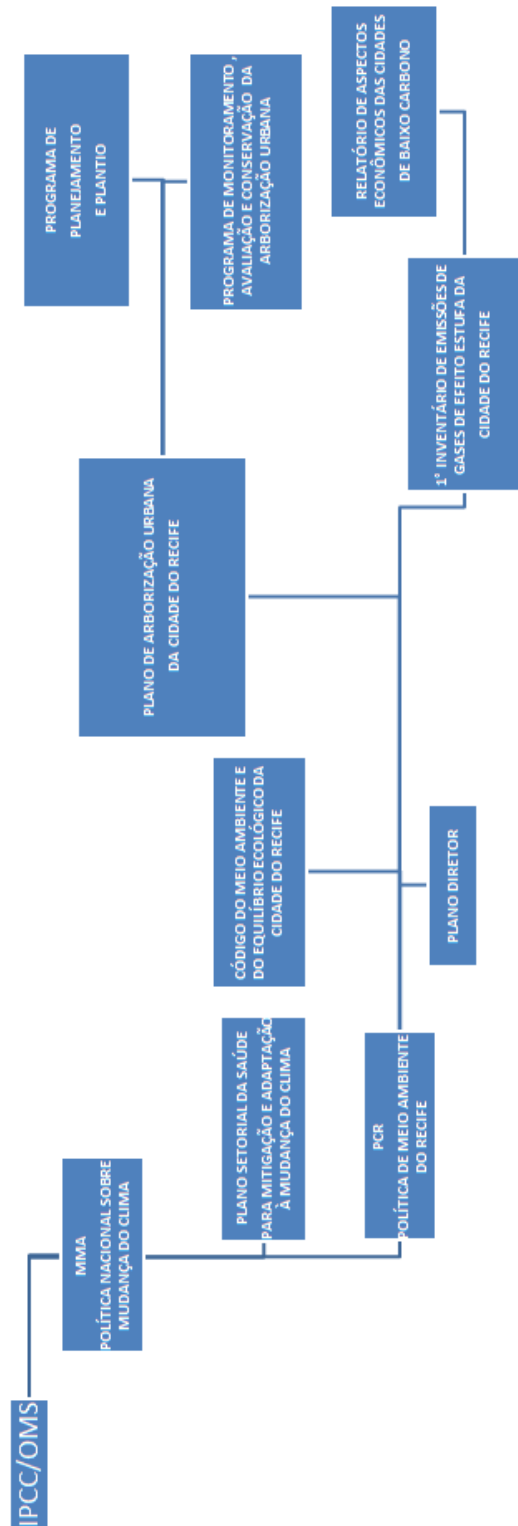 IPCC/OMS
MMA
POLÍTICA NACIONAL SOBRE
MUDANÇA DO CLIMA
PLANO SETORIAL DA SAÚDE
PARA MITIGAÇÃO E ADAPTAÇÃO
À MUDANÇA DO CLIMA
PCR
POLÍTICA DE MEIO AMBIENTE
DO RECIFE
CÓDIGO DO MEIO AMBIENTE E
DO EQUILÍBRIO ECOLÓGICO DA
CIDADE DO RECIFE
PLANO DIRETOR
PLANO DE ARBORIZAÇÃO URBANA
DA CIDADE DO RECIFE
PROGRAMA DE
PLANEJAMENTO
E PLANTIO
PROGRAMA DE MONITORAMENTO ,
AVALIAÇÃO E CONSERVAÇÃO DA
ARBORIZAÇÃO URBANA
1° INVENTÁRIO DE EMISSÕES DE
GASES DE EFEITO ESTUFA DA
CIDADE DO RECIFE
RELATÓRIO DE ASPECTOS
ECONÔMICOS DAS CIDADES
DE BAIXO CARBONO